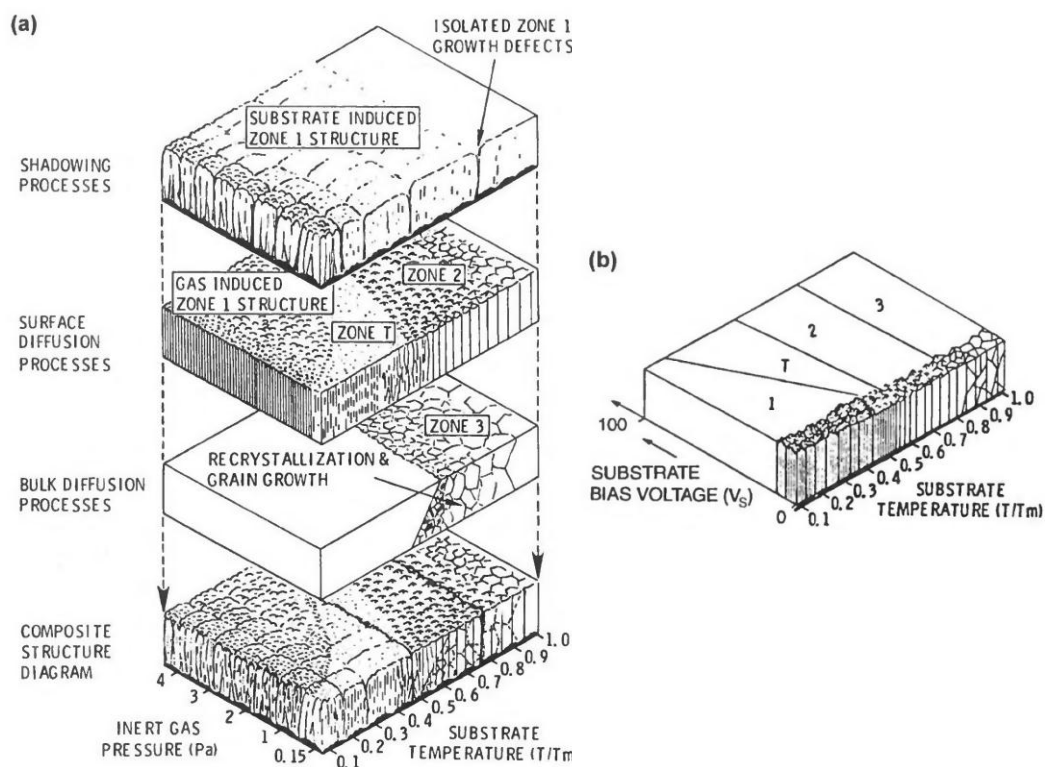 (a)
ISOLATED ZONE 1
GROWTH DEFECTS
SUBSTRATE INDUCED
ZONE 1 STRUCTURE
SHADOWING
PROCESSES
ZONE 2
GAS INDUCED
ZONE 1 STRUCTURE
ZONE T
SURFACE
DIFFUSION
PROCESSES
ZONE 3
RECRYSTALLIZATION &
GRAIN GROWTH
BULK DIFFUSION
PROCESSES
COMPOSITE
STRUCTURE
DIAGRAM
4
3
2
1
0.15
INERT GAS
PRESSURE (Pa)
0.1
0.2
0.3
0.4
0.5
0.6
0.7
0.8
0.9
1.0
SUBSTRATE
TEMPERATURE (T/Tm)
(b)
3
2
T
1
100
0
SUBSTRATE
BIAS VOLTAGE (VS)
0.1
0.2
0.3
0.4
0.5
0.6
0.7
0.8
0.9
1.0
SUBSTRATE
TEMPERATURE (T/Tm)